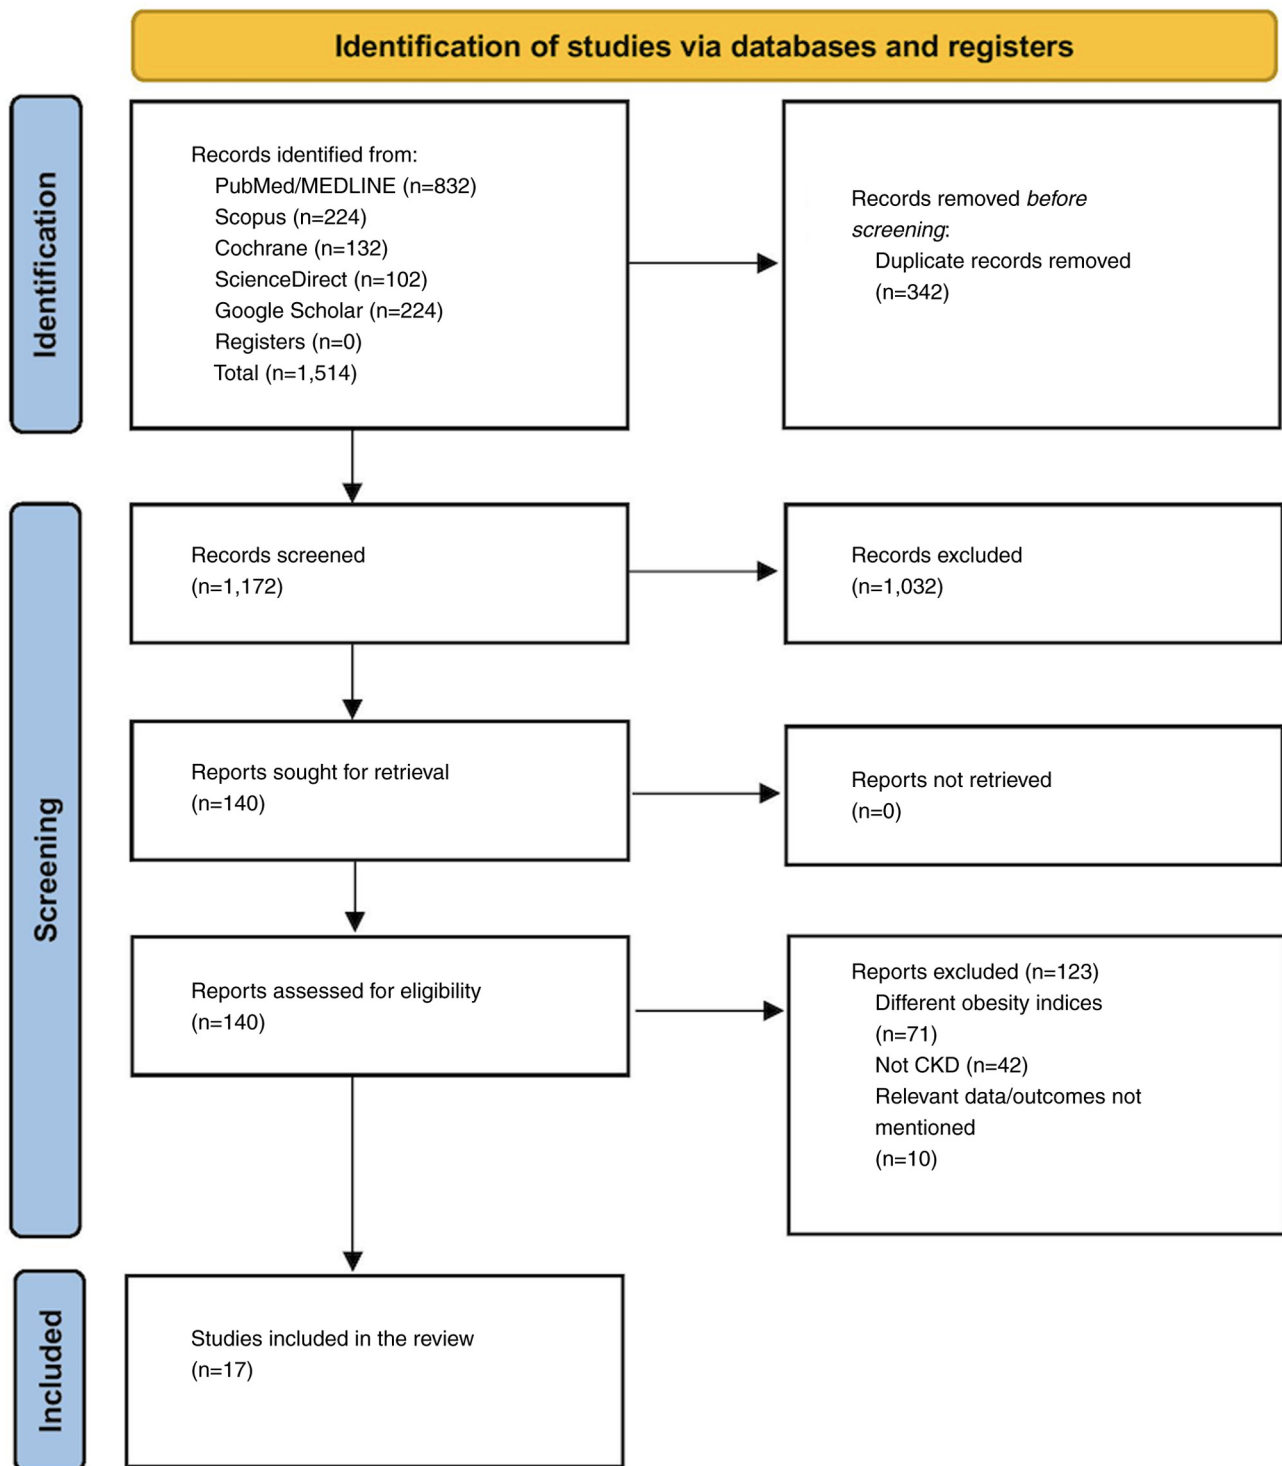 Identification of studies via databases and registers
Identification
Records identified from:
PubMed/MEDLINE (n=832)
Scopus (n=224)
Cochrane (n=132)
ScienceDirect (n=102)
Google Scholar (n=224)
Registers (n=0)
Total (n=1,514)
Records removed before
screening:
Duplicate records removed
(n=342)
Screening
Records screened
(n=1,172)
Records excluded
(n=1,032)
Reports sought for retrieval
(n=140)
Reports not retrieved
(n=0)
Reports assessed for eligibility
(n=140)
Reports excluded (n=123)
Different obesity indices
(n=71)
Not CKD (n=42)
Relevant data/outcomes not
mentioned
(n=10)
Included
Studies included in the review
(n=17)